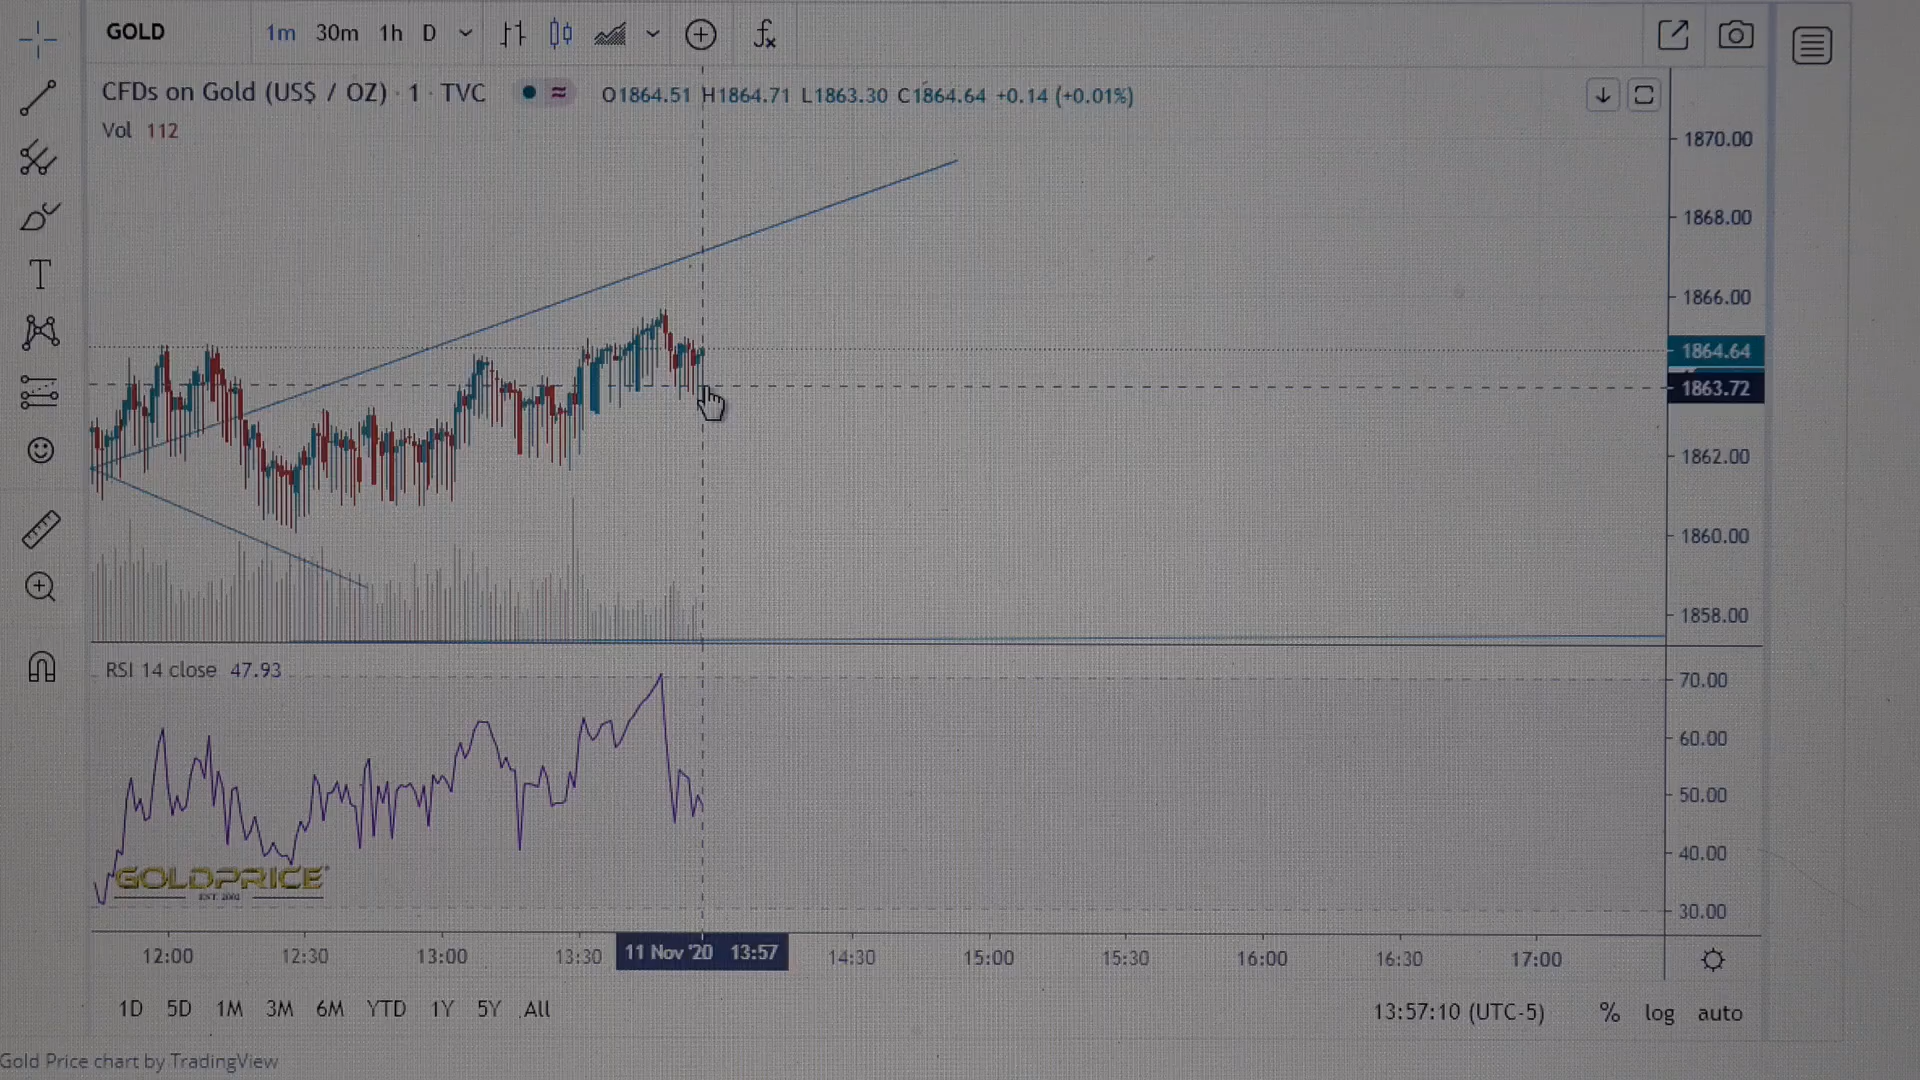 GOLD 1m 30m 1h D
CFDs on Gold (US$ / OZ) · 1 · TVC O1864.51 H1864.71 L1863.30 C1864.64 +0.14 (+0.01%)
Vol 112
1870.00
1868.00
1866.00
1864.64
1863.72
1862.00
1860.00
1858.00
RSI 14 close 47.93
70.00
60.00
50.00
40.00
30.00
GOLDPRICE
EST. 2002
12:00 12:30 13:00 13:30 11 Nov '20 13:57 14:30 15:00 15:30 16:00 16:30 17:00
1D 5D 1M 3M 6M YTD 1Y 5Y All 13:57:10 (UTC-5) % log auto
Gold Price chart by TradingView